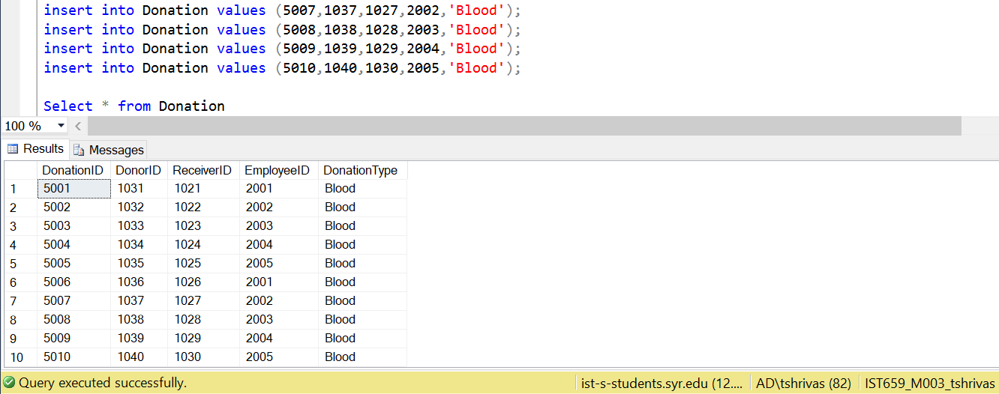 insert into Donation values (5007,1037,1027,2002,'Blood');
insert into Donation values (5008,1038,1028,2003,'Blood');
insert into Donation values (5009,1039,1029,2004,'Blood');
insert into Donation values (5010,1040,1030,2005,'Blood');
Select * from Donation
100 %
Results Messages
DonationID DonorID ReceiverID EmployeeID DonationType
1 5001 1031 1021 2001 Blood
2 5002 1032 1022 2002 Blood
3 5003 1033 1023 2003 Blood
4 5004 1034 1024 2004 Blood
5 5005 1035 1025 2005 Blood
6 5006 1036 1026 2001 Blood
7 5007 1037 1027 2002 Blood
8 5008 1038 1028 2003 Blood
9 5009 1039 1029 2004 Blood
10 5010 1040 1030 2005 Blood
Query executed successfully. ist-s-students.syr.edu (12.... AD\tshrivas (82) IST659_M003_tshrivas